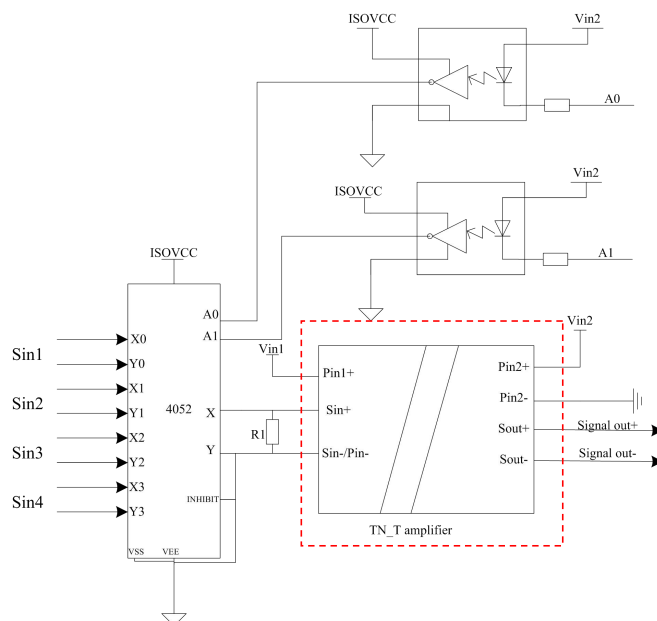 ISOVCC
Vin2
A0
ISOVCC
Vin2
A1
ISOVCC
A0
A1
Sin1
X0
Y0
Sin2
X1
Y1
4052
X
Sin3
X2
Y2
Y
Sin4
X3
Y3
INHIBIT
VSS
VEE
R1
Vin1
Vin2
Pin1+
Pin2+
Sin+
Pin2-
Sout+
Signal out+
Sin-/Pin-
Sout-
Signal out-
TN_T amplifier